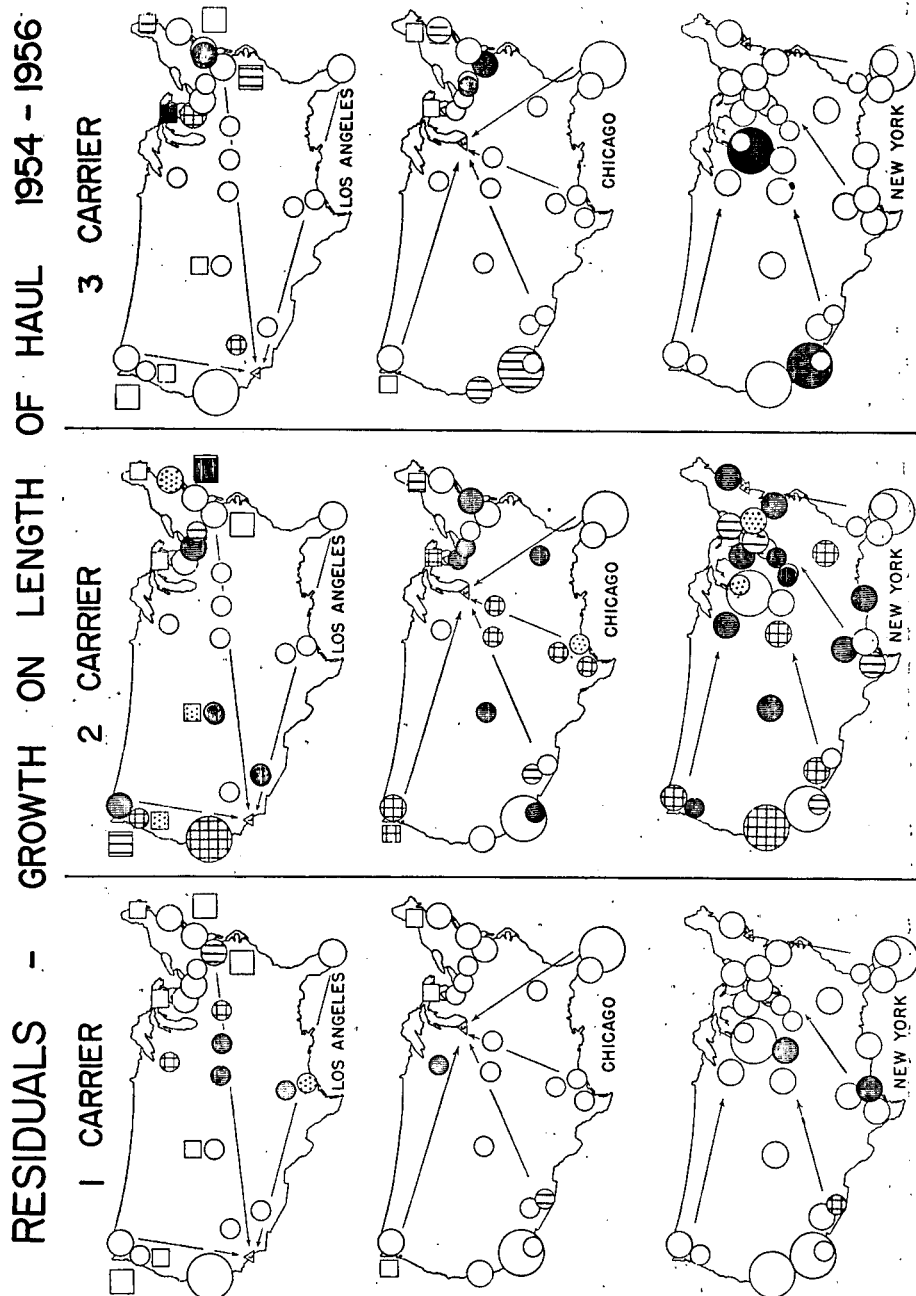 RESIDUALS - GROWTH ON LENGTH OF HAUL 1954 - 1956
1 CARRIER
2 CARRIER
3 CARRIER
LOS ANGELES
LOS ANGELES
LOS ANGELES
CHICAGO
CHICAGO
CHICAGO
NEW YORK
NEW YORK
NEW YORK